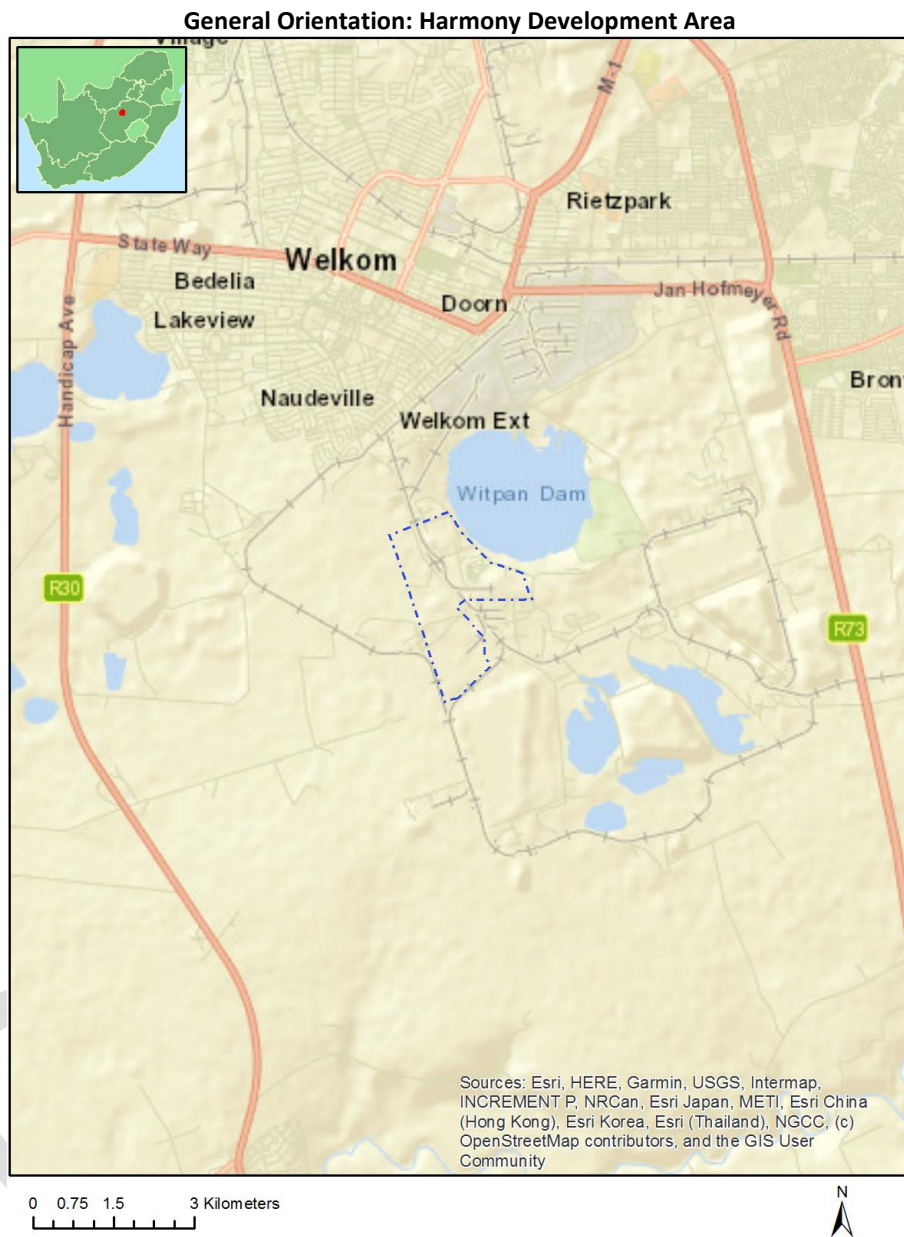 General Orientation: Harmony Development Area
Village
M-1
Rietzpark
State Way
Welkom
Bedelia
Jan Hofmeyer Rd
Doorn
Lakeview
Handicap Ave
Bron
Naudeville
Welkom Ext
Witpan Dam
R30
R73
Sources: Esri, HERE, Garmin, USGS, Intermap,
INCREMENT P, NRCan, Esri Japan, METI, Esri China
(Hong Kong), Esri Korea, Esri (Thailand), NGCC, (c)
OpenStreetMap contributors, and the GIS User
Community
0 0.75 1.5 3 Kilometers
N